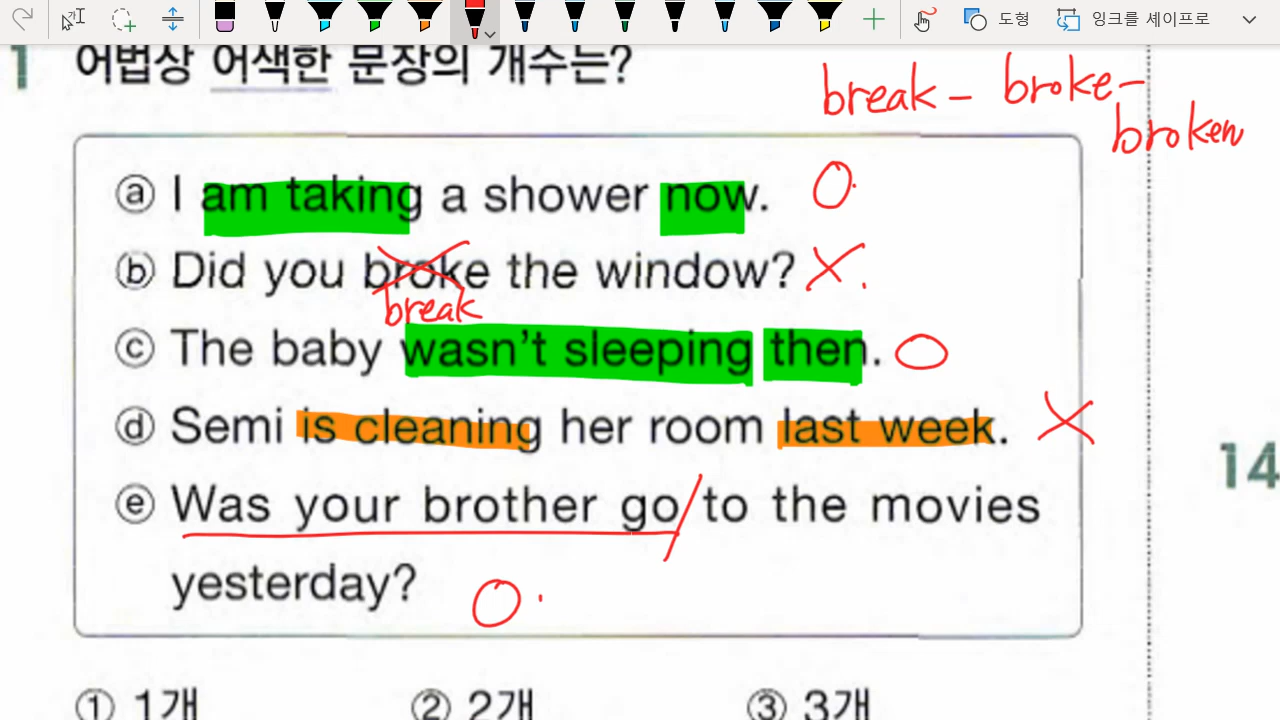 도형
잉크를 셰이프로
1 어법상 어색한 문장의 개수는?
break - broke-
broken
ⓐ I am taking a shower now. O
ⓑ Did you broke the window? X
break
ⓒ The baby wasn't sleeping then. O
ⓓ Semi is cleaning her room last week. X
14
ⓔ Was your brother go/to the movies
yesterday? O
① 1개 ② 2개 ③ 3개